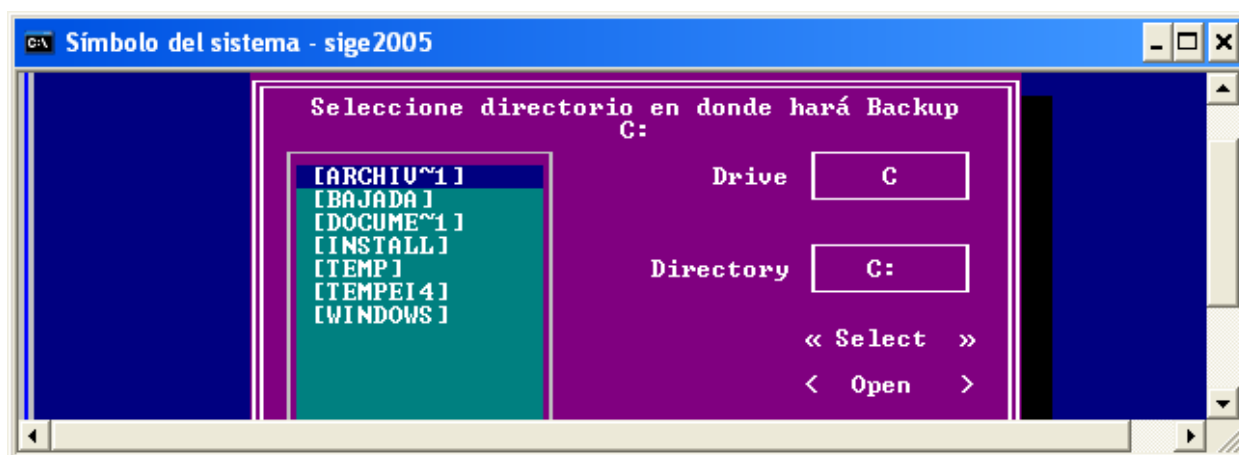 Símbolo del sistema - sige2005
Seleccione directorio en donde hará Backup
C:
[ARCHIV~1]
[BAJADA]
[DOCUME~1]
[INSTALL]
[TEMP]
[TEMPEI4]
[WINDOWS]
Drive C
Directory C:
« Select »
< Open >